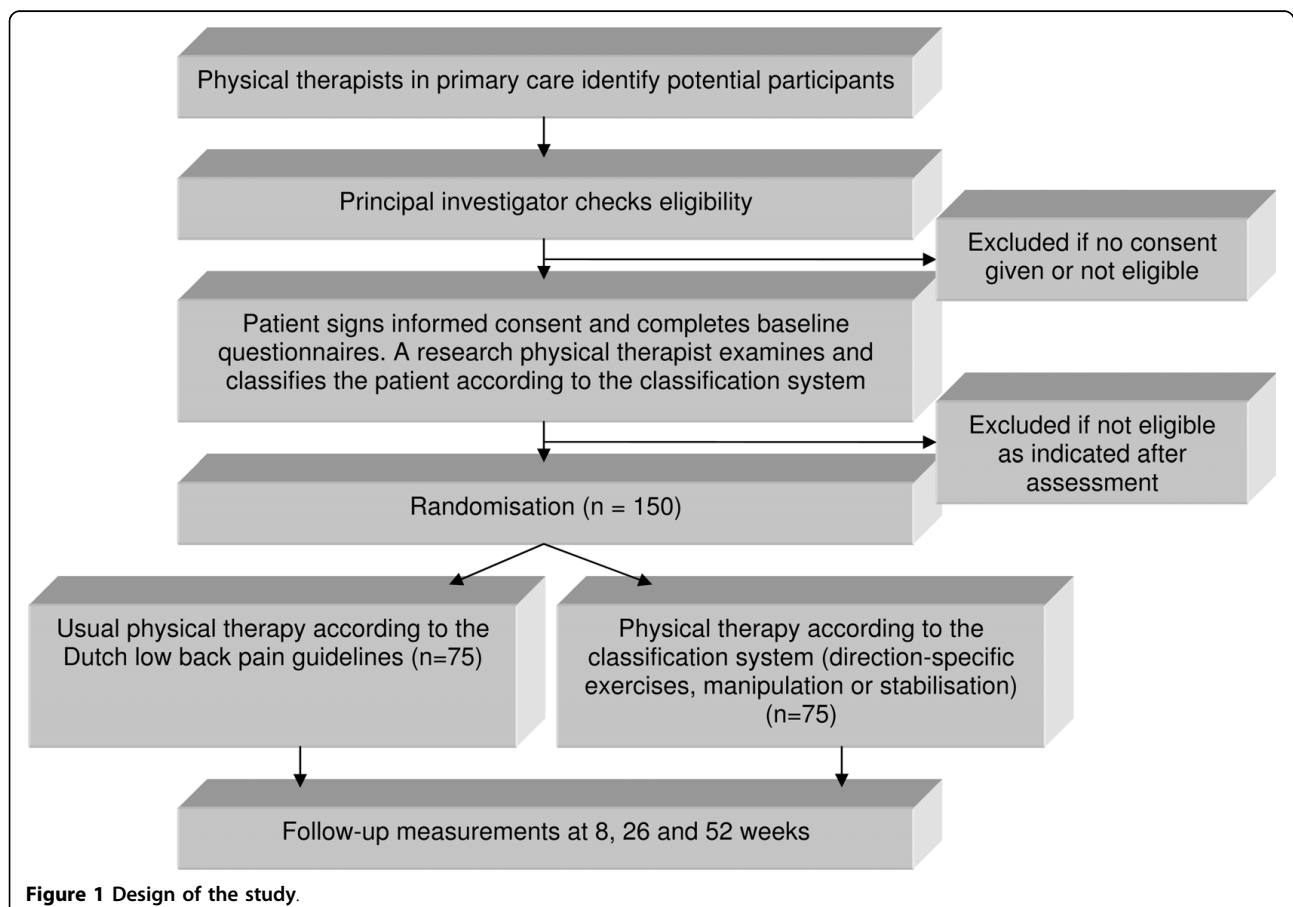 Physical therapists in primary care identify potential participants
Principal investigator checks eligibility
Excluded if no consent
given or not eligible
Patient signs informed consent and completes baseline
questionnaires. A research physical therapist examines and
classifies the patient according to the classification system
Excluded if not eligible
as indicated after
assessment
Randomisation (n = 150)
Usual physical therapy according to the
Dutch low back pain guidelines (n=75)
Physical therapy according to the
classification system (direction-specific
exercises, manipulation or stabilisation)
(n=75)
Follow-up measurements at 8, 26 and 52 weeks
Figure 1 Design of the study.